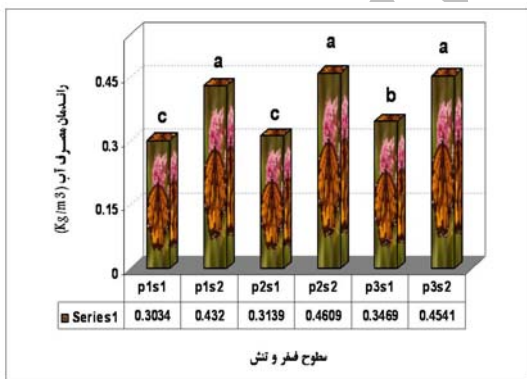 a
a
a
b
c
c
0.45
0.3
0.15
0
راندمان مصرف آب (Kg/m3)
p1s1 p1s2 p2s1 p2s2 p3s1 p3s2
Series1 0.3034 0.432 0.3139 0.4609 0.3469 0.4541
سطوح فسفر و تنش